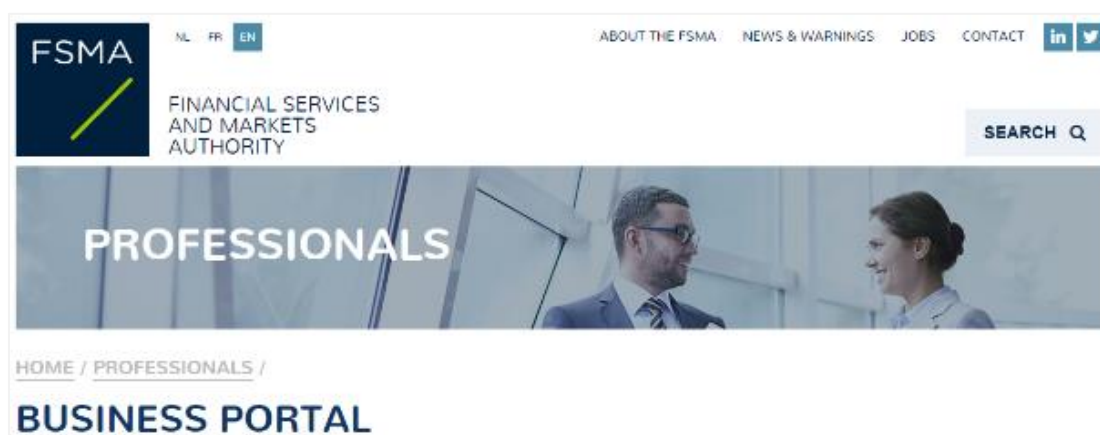 FSMA
NL FR EN
ABOUT THE FSMA NEWS & WARNINGS JOBS CONTACT in
FINANCIAL SERVICES
AND MARKETS
AUTHORITY
SEARCH
PROFESSIONALS
HOME / PROFESSIONALS /
BUSINESS PORTAL